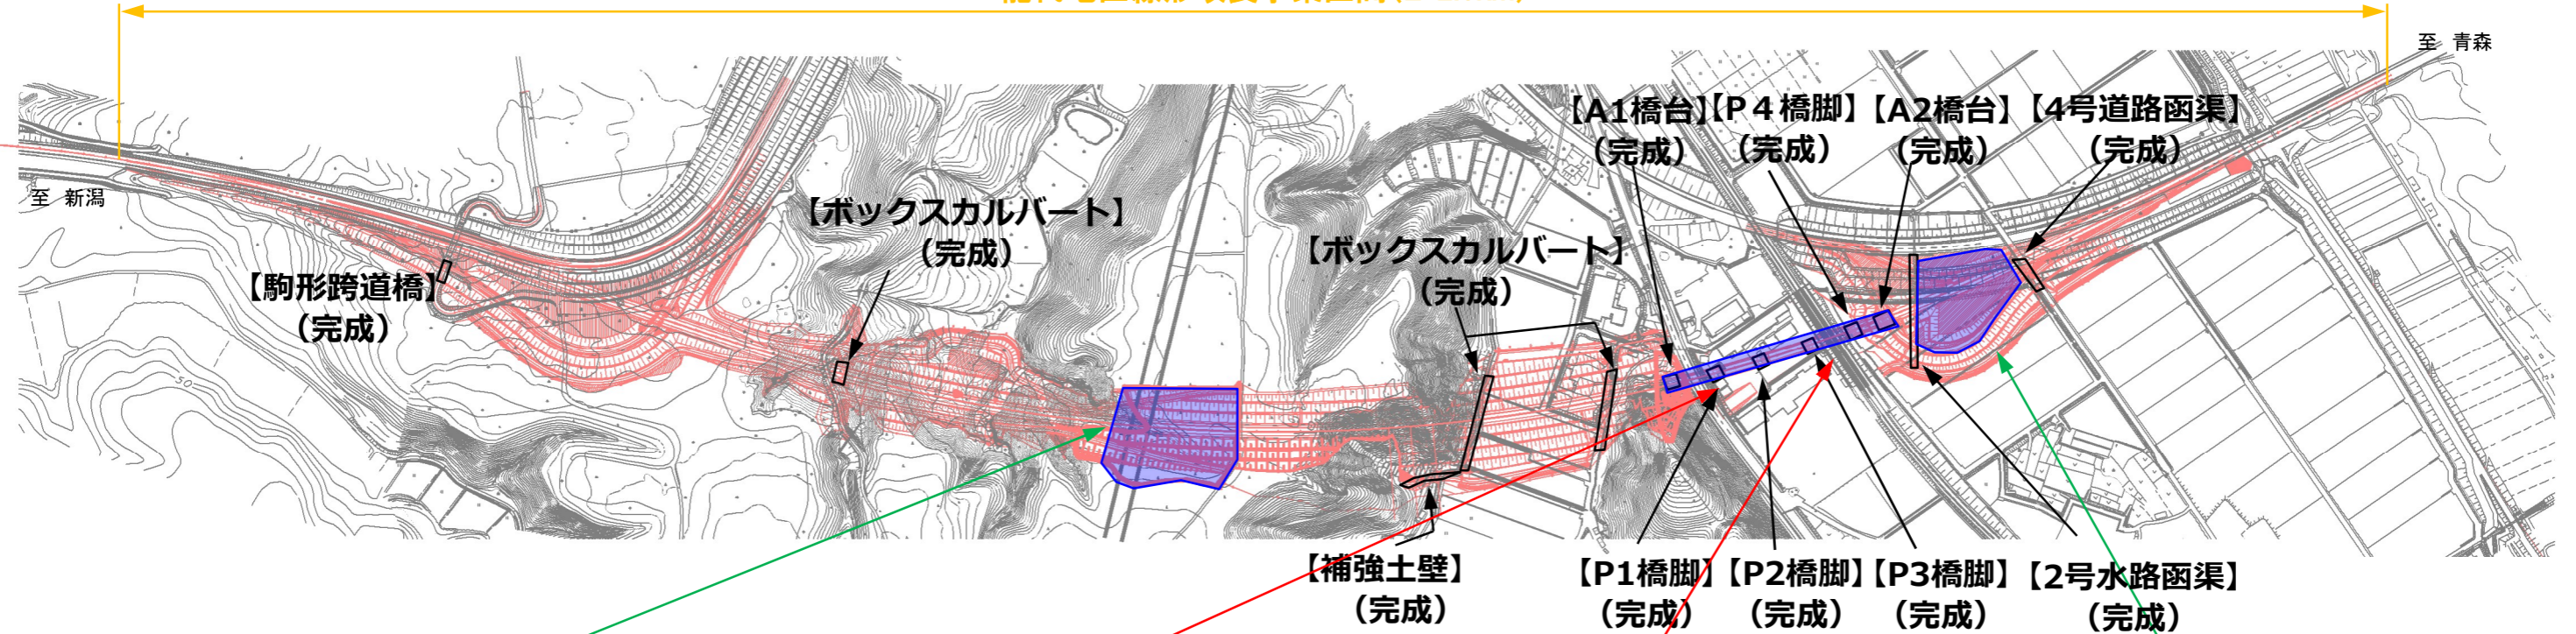 至 青森
至 新潟
【駒形跨道橋】
（完成）
【ボックスカルバート】
（完成）
【ボックスカルバート】
（完成）
【A1橋台】
（完成）
【P４橋脚】
（完成）
【A2橋台】
（完成）
【4号道路函渠】
（完成）
50
【補強土壁】
（完成）
【P1橋脚】
（完成）
【P2橋脚】
（完成）
【P3橋脚】
（完成）
【2号水路函渠】
（完成）